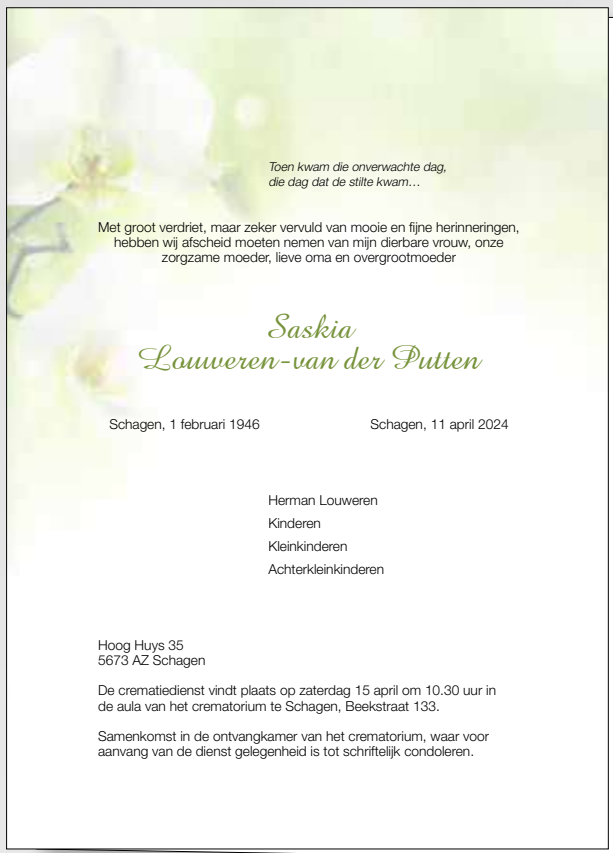 Toen kwam die onverwachte dag,
die dag dat de stilte kwam…
Met groot verdriet, maar zeker vervuld van mooie en fijne herinneringen,
hebben wij afscheid moeten nemen van mijn dierbare vrouw, onze
zorgzame moeder, lieve oma en overgrootmoeder
Saskia
Louweren-van der Putten
Schagen, 1 februari 1946 Schagen, 11 april 2024
Herman Louweren
Kinderen
Kleinkinderen
Achterkleinkinderen
Hoog Huys 35
5673 AZ Schagen
De crematiedienst vindt plaats op zaterdag 15 april om 10.30 uur in
de aula van het crematorium te Schagen, Beekstraat 133.
Samenkomst in de ontvangkamer van het crematorium, waar voor
aanvang van de dienst gelegenheid is tot schriftelijk condoleren.